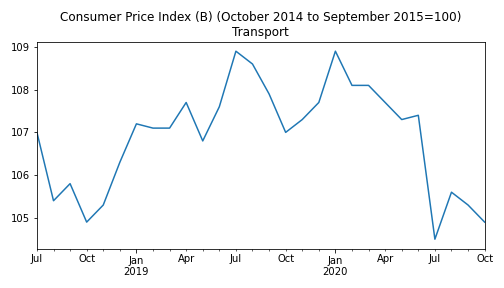 Consumer Price Index (B) (October 2014 to September 2015=100)
Transport
109
108
107
106
105
Jul
Oct
Jan
2019
Apr
Jul
Oct
Jan
2020
Apr
Jul
Oct